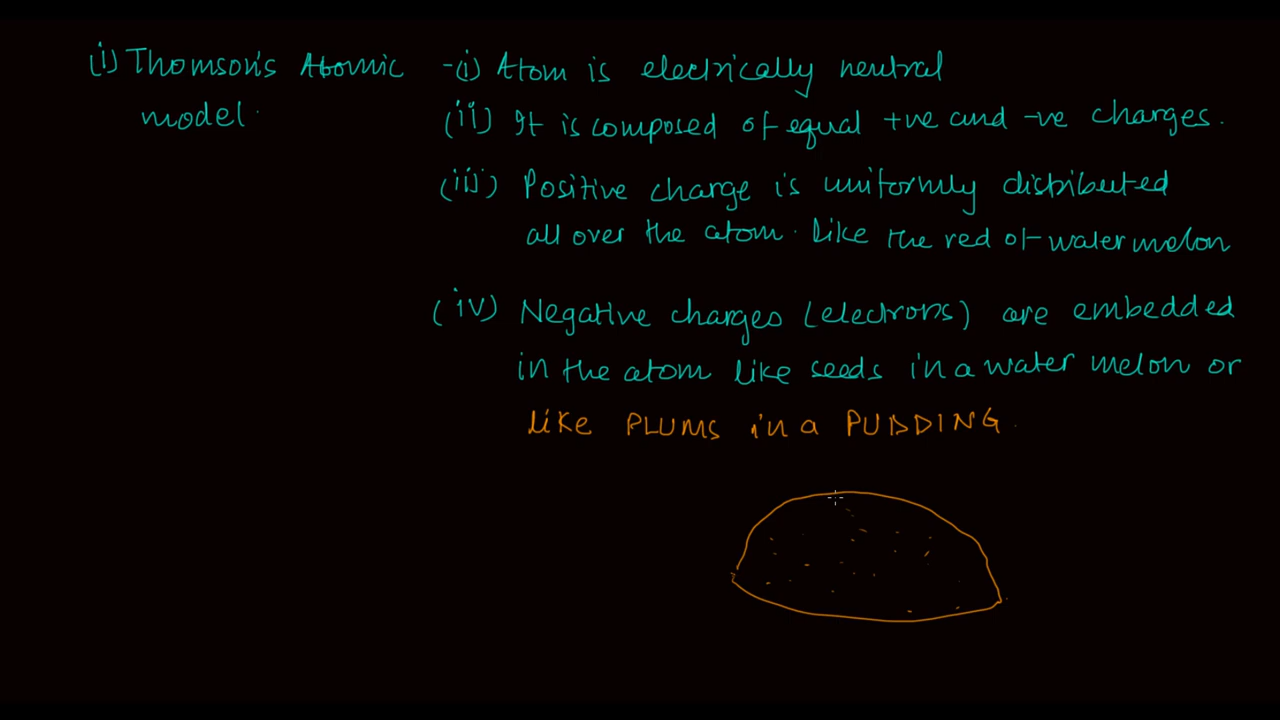 (i) Thomson's Atomic -(i) Atom is electrically neutral
model.
(ii) It is composed of equal +ve and -ve charges.
(iii) Positive charge is uniformly distributed
all over the atom. Like the red of water melon
(iv) Negative charges (electrons) are embedded
in the atom like seeds in a water melon or
like PLUMS in a PUDDING.